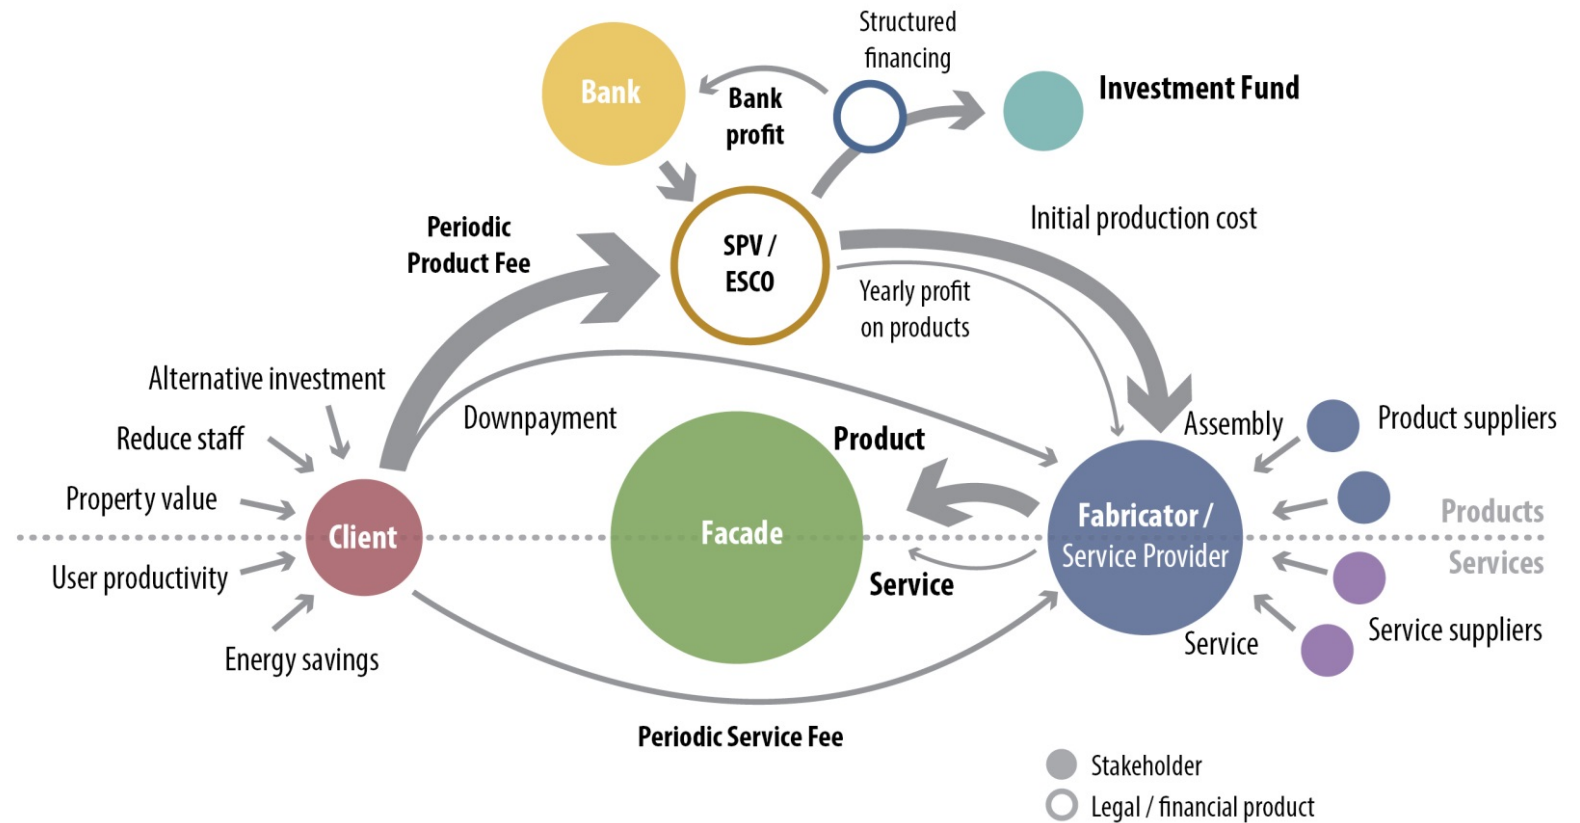 Structured
financing
Bank
Investment Fund
Bank
profit
Periodic
Product Fee
SPV /
ESCO
Initial production cost
Yearly profit
on products
Alternative investment
Downpayment
Reduce staff
Product
Assembly
Product suppliers
Property value
Client
Facade
Fabricator /
Service Provider
Products
Services
User productivity
Service
Energy savings
Service
Service suppliers
Periodic Service Fee
Stakeholder
Legal / financial product